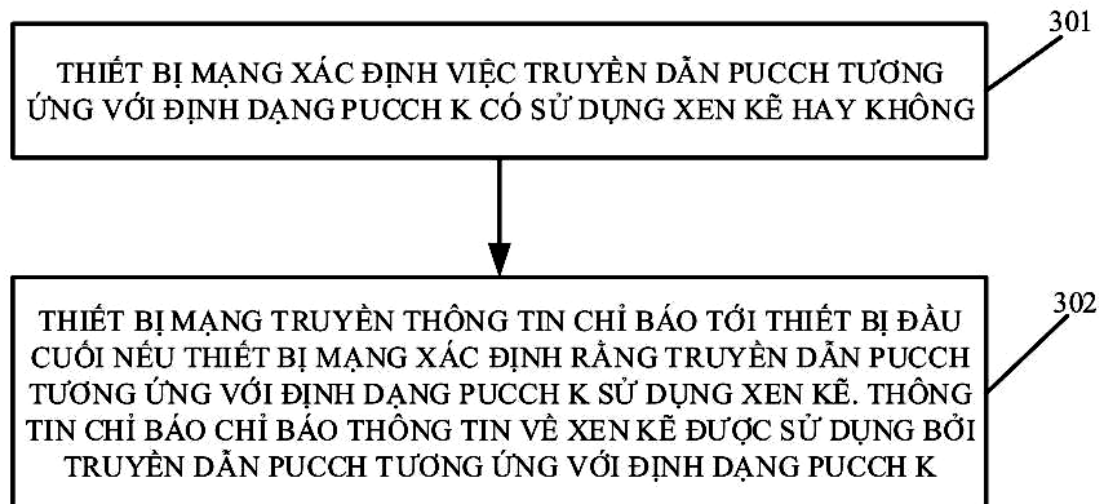 301
THIẾT BỊ MẠNG XÁC ĐỊNH VIỆC TRUYỀN DẪN PUCCH TƯƠNG
ỨNG VỚI ĐỊNH DẠNG PUCCH K CÓ SỬ DỤNG XEN KẼ HAY KHÔNG
302
THIẾT BỊ MẠNG TRUYỀN THÔNG TIN CHỈ BÁO TỚI THIẾT BỊ ĐẦU
CUỐI NẾU THIẾT BỊ MẠNG XÁC ĐỊNH RẰNG TRUYỀN DẪN PUCCH
TƯƠNG ỨNG VỚI ĐỊNH DẠNG PUCCH K SỬ DỤNG XEN KẼ. THÔNG
TIN CHỈ BÁO CHỈ BÁO THÔNG TIN VỀ XEN KẼ ĐƯỢC SỬ DỤNG BỞI
TRUYỀN DẪN PUCCH TƯƠNG ỨNG VỚI ĐỊNH DẠNG PUCCH K